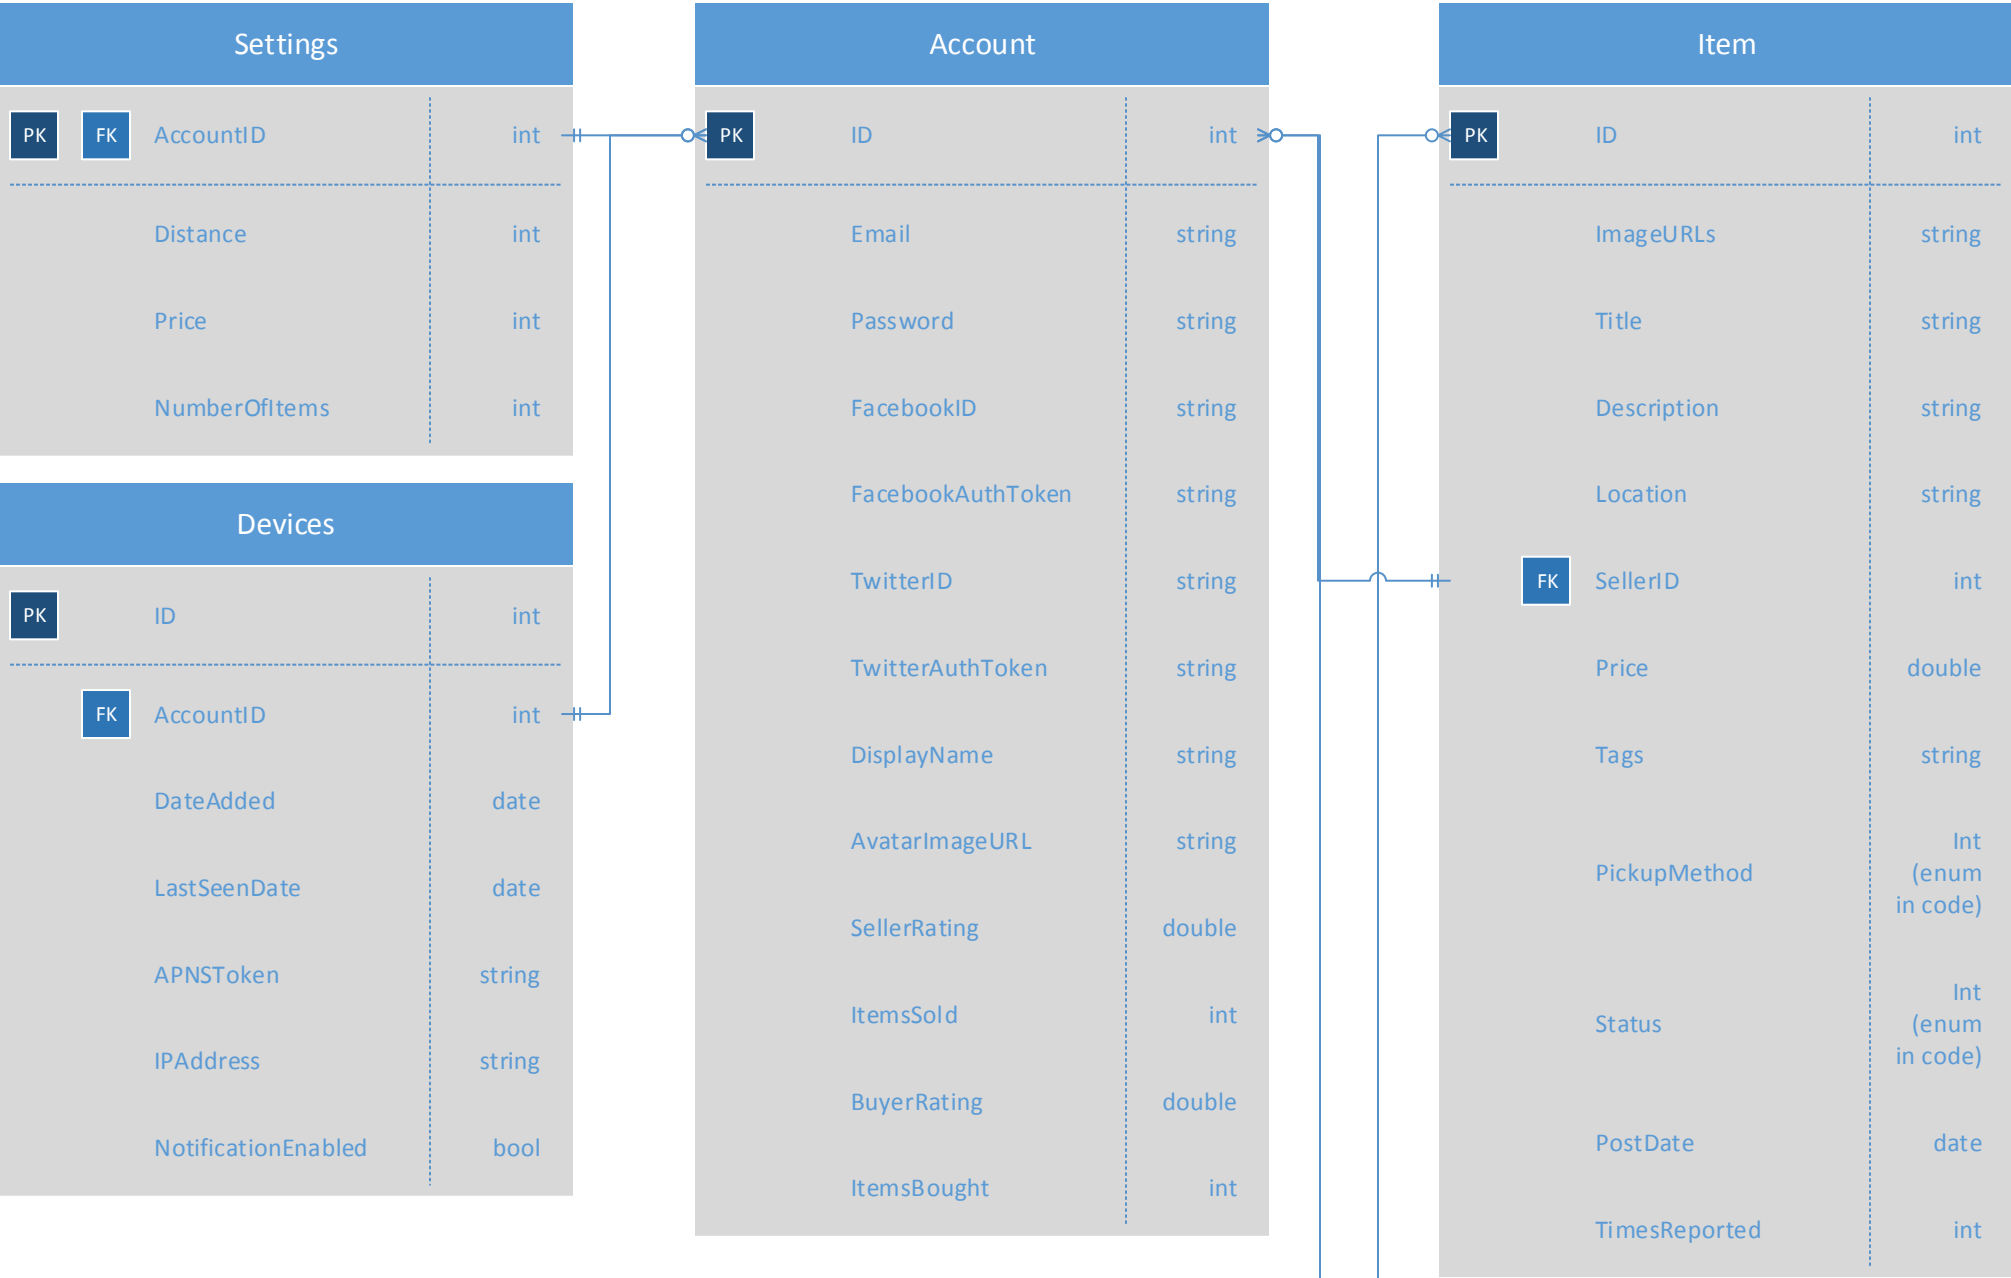 Settings
PK FK AccountID int
Distance int
Price int
NumberOfItems int
Devices
PK ID int
FK AccountID int
DateAdded date
LastSeenDate date
APNSToken string
IPAddress string
NotificationEnabled bool
Account
PK ID int
Email string
Password string
FacebookID string
FacebookAuthToken string
TwitterID string
TwitterAuthToken string
DisplayName string
AvatarImageURL string
SellerRating double
ItemsSold int
BuyerRating double
ItemsBought int
Item
PK ID int
ImageURLs string
Title string
Description string
Location string
FK SellerID int
Price double
Tags string
PickupMethod Int
(enum
in code)
Status Int
(enum
in code)
PostDate date
TimesReported int